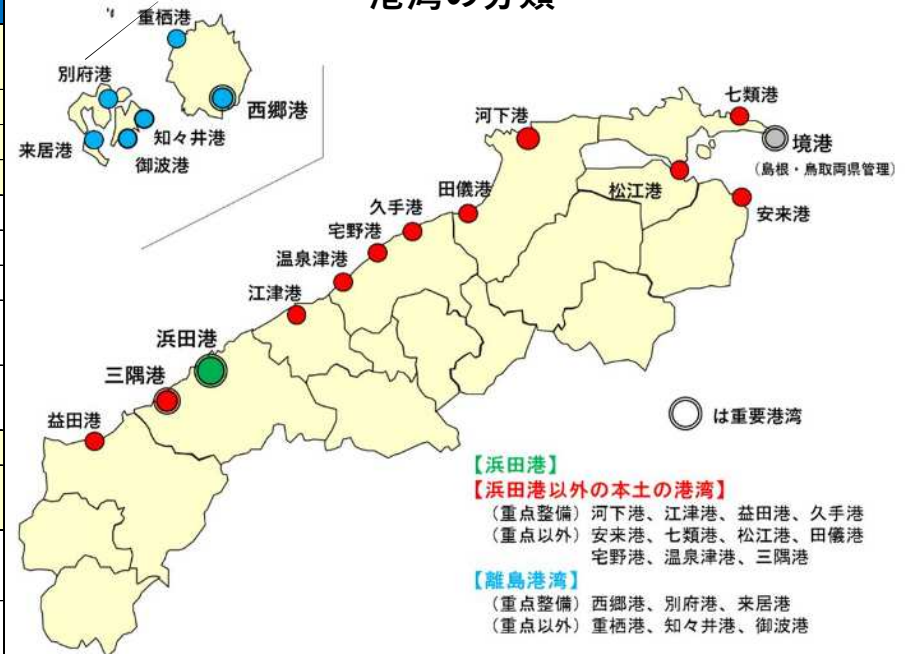 港湾の分類
重栖港
別府港
西郷港
知々井港
来居港
御波港
七類港
河下港
境港
（島根・鳥取両県管理）
松江港
田儀港
安来港
久手港
宅野港
温泉津港
江津港
浜田港
三隅港
益田港
は重要港湾
【浜田港】
【浜田港以外の本土の港湾】
（重点整備）河下港、江津港、益田港、久手港
（重点以外）安来港、七類港、松江港、田儀港
宅野港、温泉津港、三隅港
【離島港湾】
（重点整備）西郷港、別府港、来居港
（重点以外）重栖港、知々井港、御波港